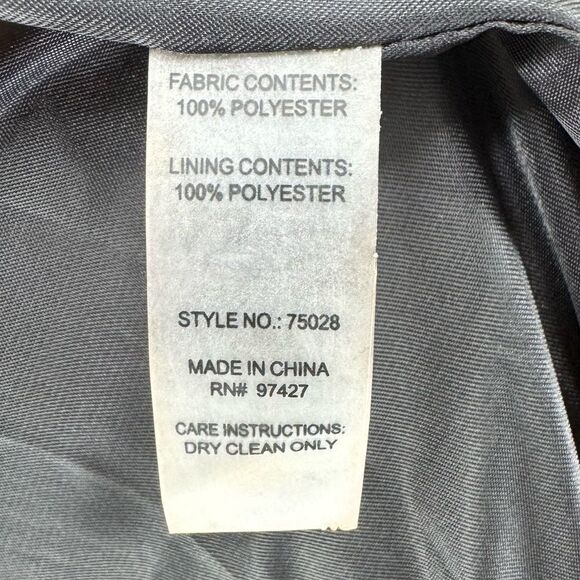 FABRIC CONTENTS:
100% POLYESTER
LINING CONTENTS:
100% POLYESTER
STYLE NO.: 75028
MADE IN CHINA
RN# 97427
CARE INSTRUCTIONS:
DRY CLEAN ONLY